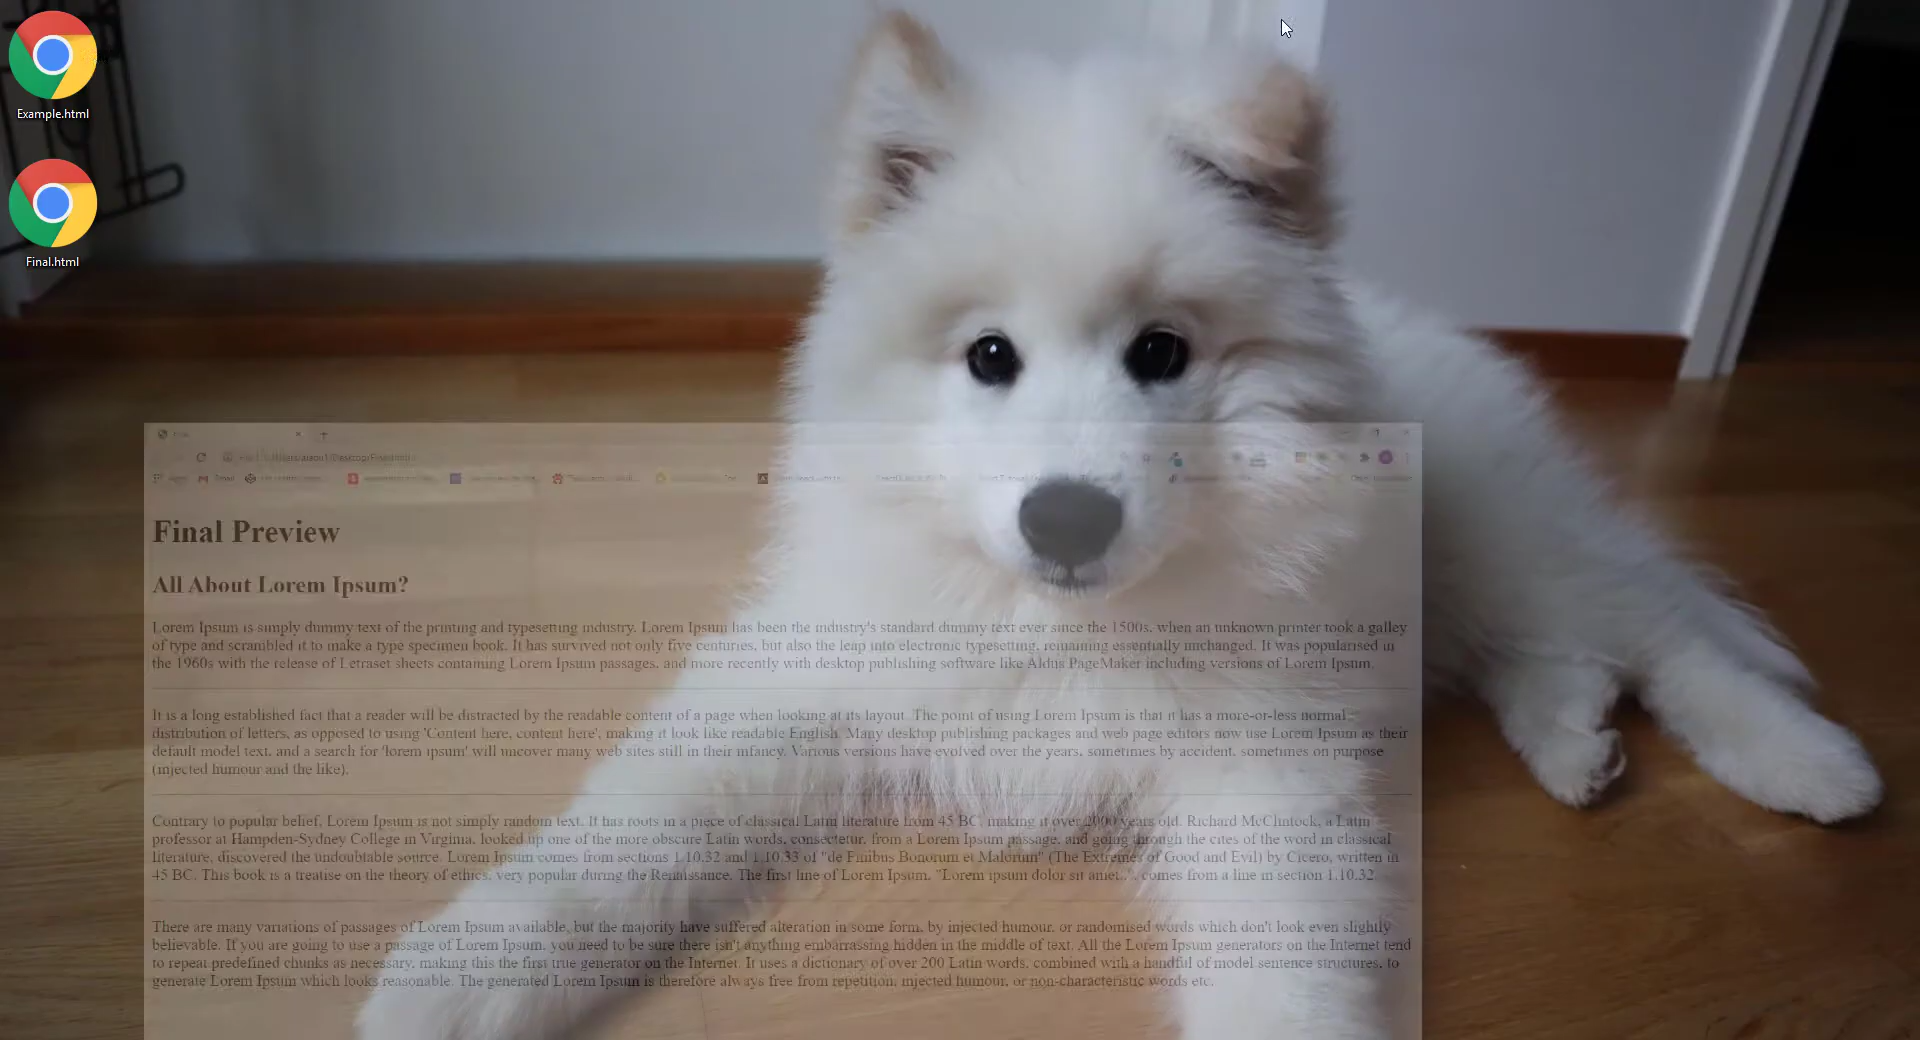 Example.html
Final.html
Final Preview
All About Lorem Ipsum?
Lorem Ipsum is simply dummy text of the printing and typesetting industry. Lorem Ipsum has been the industry's standard dummy text ever since the 1500s, when an unknown printer took a galley
of type and scrambled it to make a type specimen book. It has survived not only five centuries, but also the leap into electronic typesetting, remaining essentially unchanged. It was popularised in
the 1960s with the release of Letraset sheets containing Lorem Ipsum passages, and more recently with desktop publishing software like Aldus PageMaker including versions of Lorem Ipsum.
It is a long established fact that a reader will be distracted by the readable content of a page when looking at its layout. The point of using Lorem Ipsum is that it has a more-or-less normal
distribution of letters, as opposed to using 'Content here, content here', making it look like readable English. Many desktop publishing packages and web page editors now use Lorem Ipsum as their
default model text, and a search for 'lorem ipsum' will uncover many web sites still in their infancy. Various versions have evolved over the years, sometimes by accident, sometimes on purpose
(injected humour and the like).
Contrary to popular belief, Lorem Ipsum is not simply random text. It has roots in a piece of classical Latin literature from 45 BC, making it over 2000 years old. Richard McClintock, a Latin
professor at Hampden-Sydney College in Virginia, looked up one of the more obscure Latin words, consectetur, from a Lorem Ipsum passage, and going through the cites of the word in classical
literature, discovered the undoubtable source. Lorem Ipsum comes from sections 1.10.32 and 1.10.33 of "de Finibus Bonorum et Malorum" (The Extremes of Good and Evil) by Cicero, written in
45 BC. This book is a treatise on the theory of ethics, very popular during the Renaissance. The first line of Lorem Ipsum, "Lorem ipsum dolor sit amet..", comes from a line in section 1.10.32.
There are many variations of passages of Lorem Ipsum available, but the majority have suffered alteration in some form, by injected humour, or randomised words which don't look even slightly
believable. If you are going to use a passage of Lorem Ipsum, you need to be sure there isn't anything embarrassing hidden in the middle of text. All the Lorem Ipsum generators on the Internet tend
to repeat predefined chunks as necessary, making this the first true generator on the Internet. It uses a dictionary of over 200 Latin words, combined with a handful of model sentence structures, to
generate Lorem Ipsum which looks reasonable. The generated Lorem Ipsum is therefore always free from repetition, injected humour, or non-characteristic words etc.